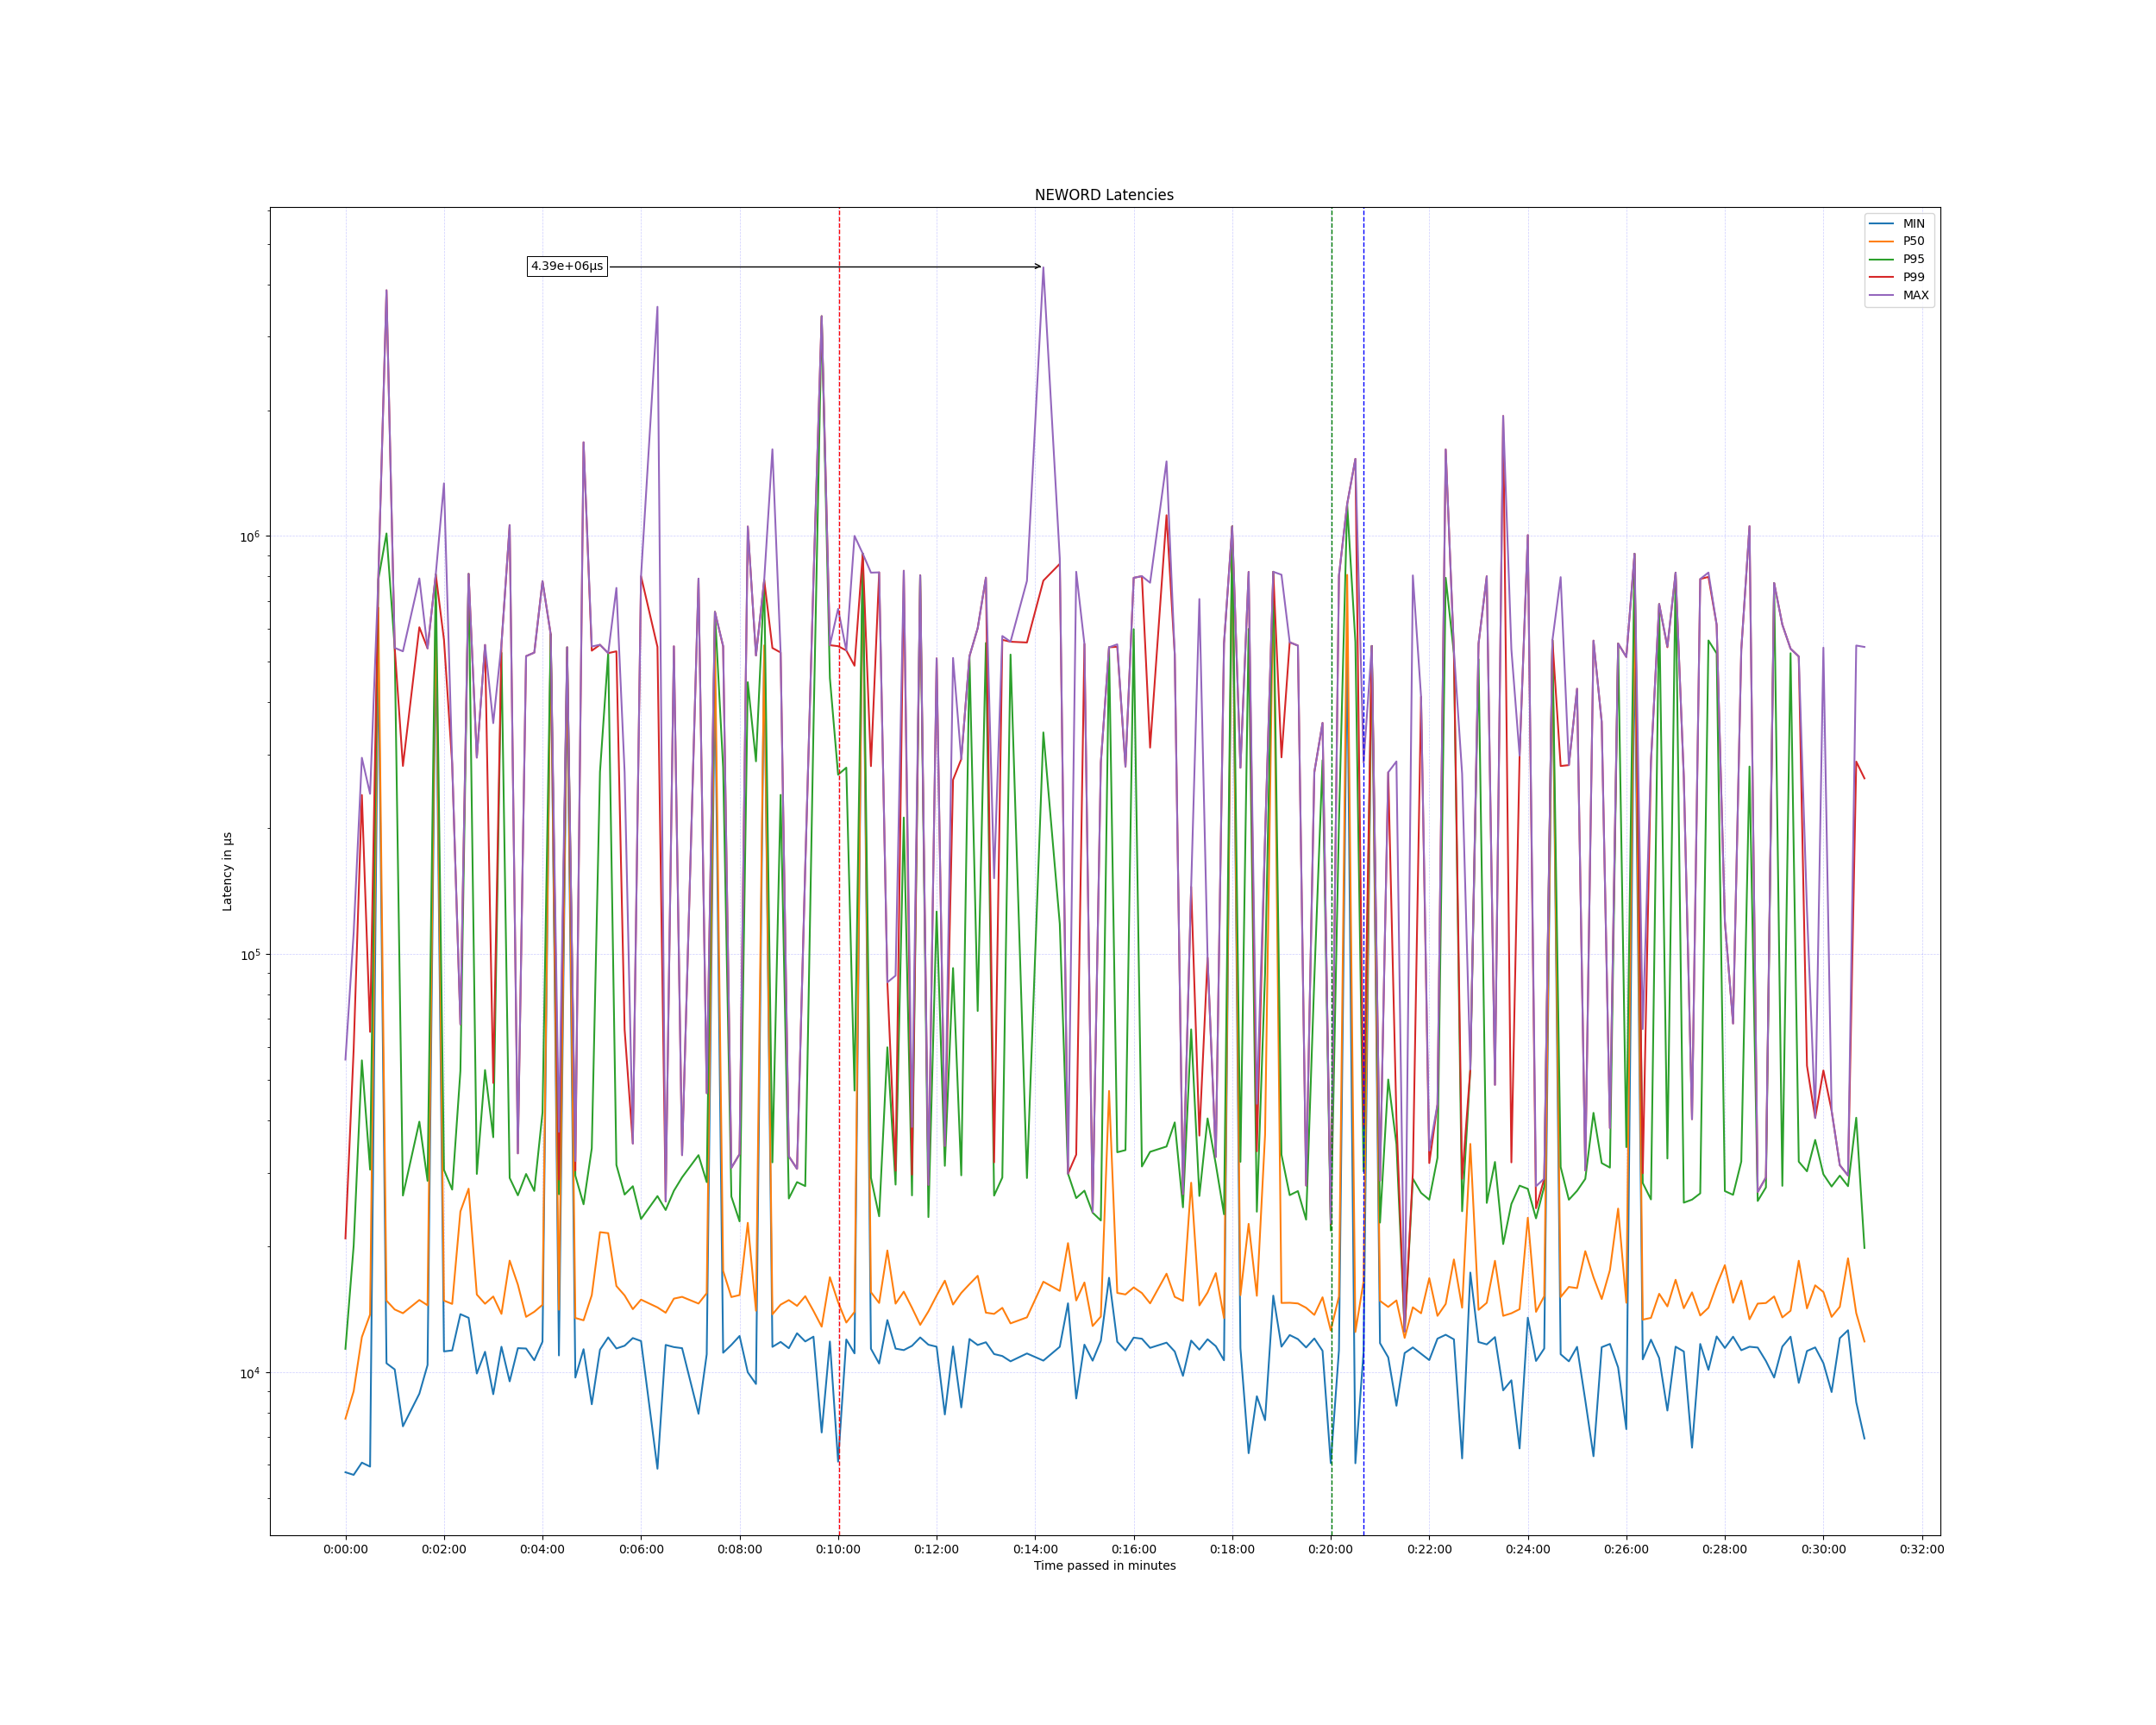 NEWORD Latencies
4.39e+06µs
MIN
P50
P95
P99
MAX
10⁶
10⁵
10⁴
Latency in µs
0:00:00 0:02:00 0:04:00 0:06:00 0:08:00 0:10:00 0:12:00 0:14:00 0:16:00 0:18:00 0:20:00 0:22:00 0:24:00 0:26:00 0:28:00 0:30:00 0:32:00
Time passed in minutes